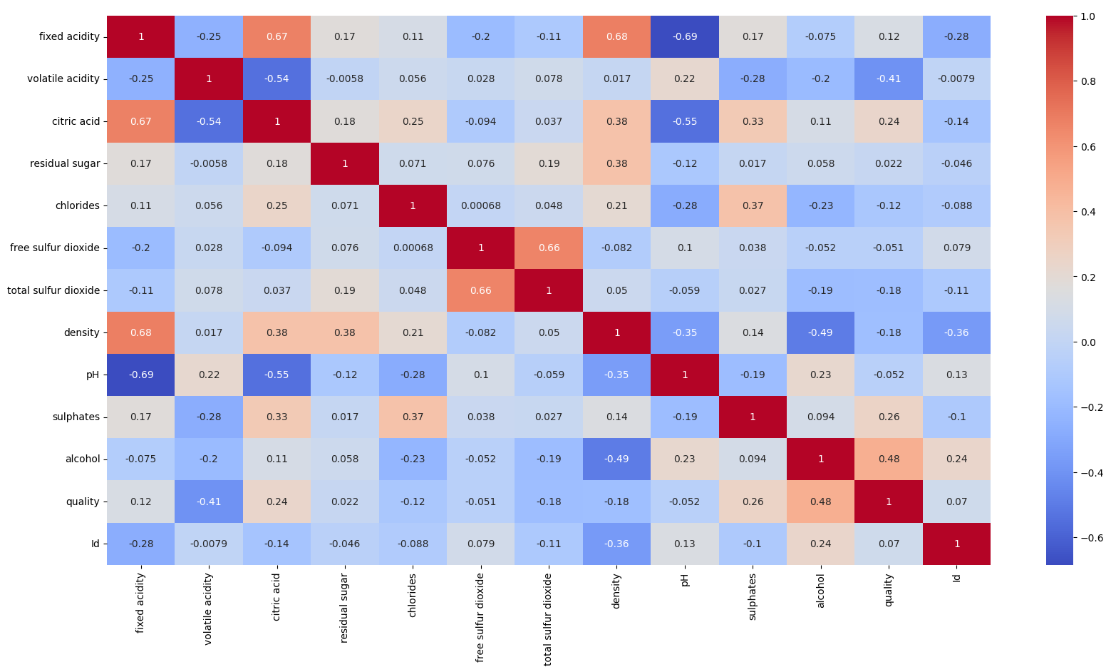 fixed acidity 1 -0.25 0.67 0.17 0.11 -0.2 -0.11 0.68 -0.69 0.17 -0.075 0.12 -0.28
volatile acidity -0.25 1 -0.54 -0.0058 0.056 0.028 0.078 0.017 0.22 -0.28 -0.2 -0.41 -0.0079
citric acid 0.67 -0.54 1 0.18 0.25 -0.094 0.037 0.38 -0.55 0.33 0.11 0.24 -0.14
residual sugar 0.17 -0.0058 0.18 1 0.071 0.076 0.19 0.38 -0.12 0.017 0.058 0.022 -0.046
chlorides 0.11 0.056 0.25 0.071 1 0.00068 0.048 0.21 -0.28 0.37 -0.23 -0.12 -0.088
free sulfur dioxide -0.2 0.028 -0.094 0.076 0.00068 1 0.66 -0.082 0.1 0.038 -0.052 -0.051 0.079
total sulfur dioxide -0.11 0.078 0.037 0.19 0.048 0.66 1 0.05 -0.059 0.027 -0.19 -0.18 -0.11
density 0.68 0.017 0.38 0.38 0.21 -0.082 0.05 1 -0.35 0.14 -0.49 -0.18 -0.36
pH -0.69 0.22 -0.55 -0.12 -0.28 0.1 -0.059 -0.35 1 -0.19 0.23 -0.052 0.13
sulphates 0.17 -0.28 0.33 0.017 0.37 0.038 0.027 0.14 -0.19 1 0.094 0.26 -0.1
alcohol -0.075 -0.2 0.11 0.058 -0.23 -0.052 -0.19 -0.49 0.23 0.094 1 0.48 0.24
quality 0.12 -0.41 0.24 0.022 -0.12 -0.051 -0.18 -0.18 -0.052 0.26 0.48 1 0.07
Id -0.28 -0.0079 -0.14 -0.046 -0.088 0.079 -0.11 -0.36 0.13 -0.1 0.24 0.07 1
fixed acidity
volatile acidity
citric acid
residual sugar
chlorides
free sulfur dioxide
total sulfur dioxide
density
pH
sulphates
alcohol
quality
Id
1.0
0.8
0.6
0.4
0.2
0.0
−0.2
−0.4
−0.6